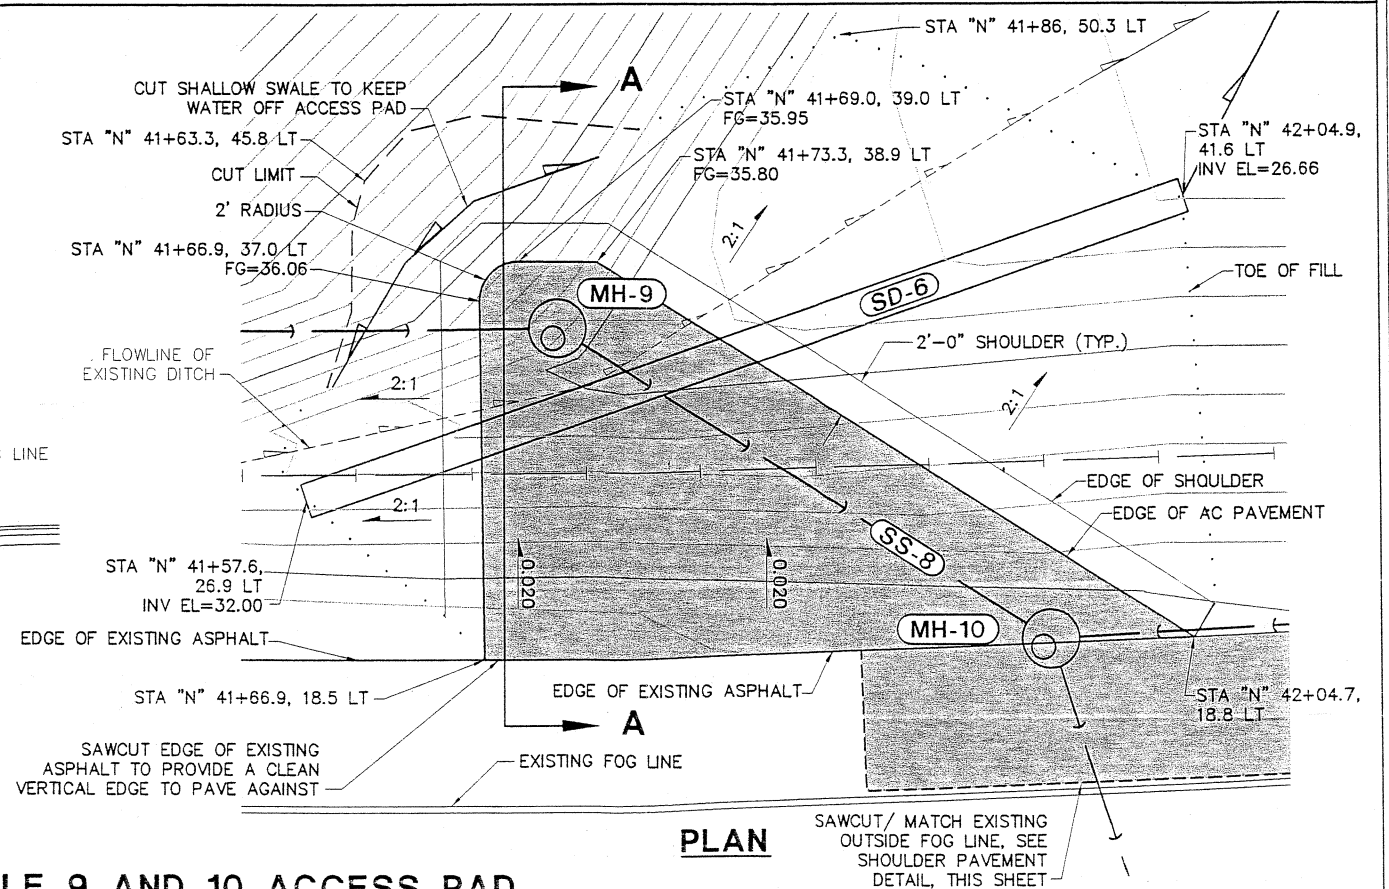 STA "N" 41+86, 50.3 LT
CUT SHALLOW SWALE TO KEEP
WATER OFF ACCESS PAD
A
STA "N" 41+69.0, 39.0 LT
FG=35.95
STA "N" 41+63.3, 45.8 LT
STA "N" 42+04.9,
41.6 LT
INV EL=26.66
STA "N" 41+73.3, 38.9 LT
FG=35.80
CUT LIMIT
2' RADIUS
2:1
STA "N" 41+66.9, 37.0 LT
FG=36.06
MH-9
SD-6
TOE OF FILL
FLOWLINE OF
EXISTING DITCH
2'-0" SHOULDER (TYP.)
2:1
2:1
LINE
EDGE OF SHOULDER
2:1
EDGE OF AC PAVEMENT
SS-8
STA "N" 41+57.6,
26.9 LT
INV EL=32.00
0.020
0.020
EDGE OF EXISTING ASPHALT
MH-10
STA "N" 41+66.9, 18.5 LT
EDGE OF EXISTING ASPHALT
STA "N" 42+04.7,
18.8 LT
A
SAWCUT EDGE OF EXISTING
ASPHALT TO PROVIDE A CLEAN
VERTICAL EDGE TO PAVE AGAINST
EXISTING FOG LINE
PLAN
SAWCUT/ MATCH EXISTING
OUTSIDE FOG LINE, SEE
SHOULDER PAVEMENT
DETAIL, THIS SHEET
LE 9 AND 10 ACCESS PAD